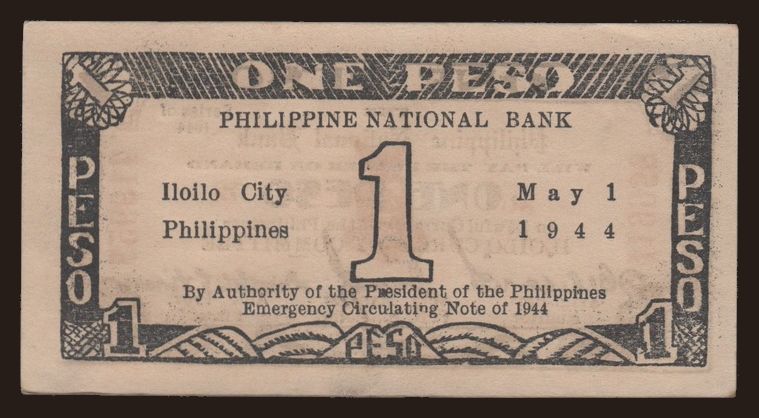 1 ONE PESO 1
PHILIPPINE NATIONAL BANK
1
Iloilo City May 1
Philippines 1944
PESO PESO
By Authority of the President of the Philippines
Emergency Circulating Note of 1944
1 PESO 1